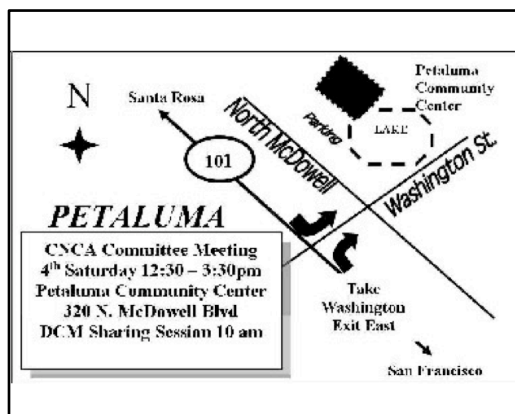 N
Santa Rosa
101
North McDowell
Parking
LAKE
Petaluma
Community
Center
Washington St.
PETALUMA
CNCA Committee Meeting
4th Saturday 12:30 – 3:30pm
Petaluma Community Center
320 N. McDowell Blvd
DCM Sharing Session 10 am
Take
Washington
Exit East
San Francisco